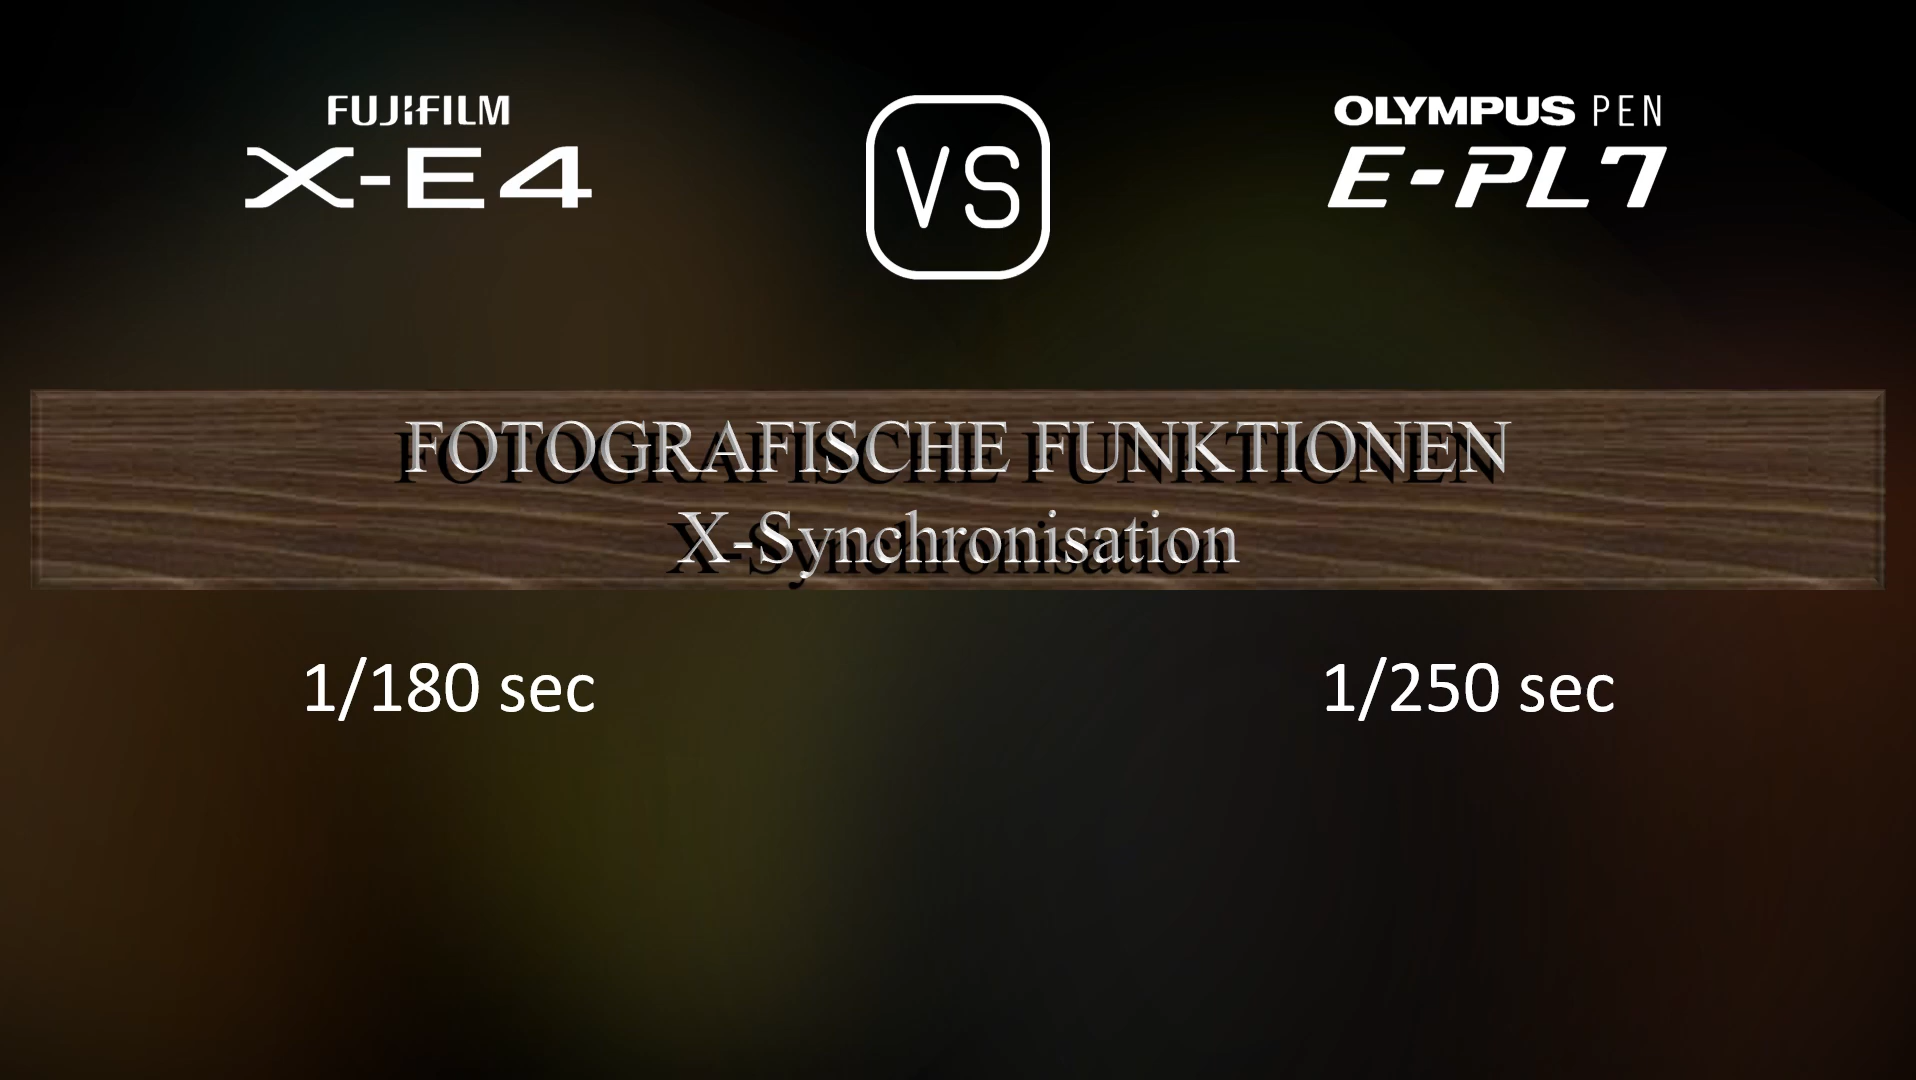 FUJIFILM
X-E4
VS
OLYMPUS PEN
E-PL7
FOTOGRAFISCHE FUNKTIONEN
X-Synchronisation
1/180 sec
1/250 sec